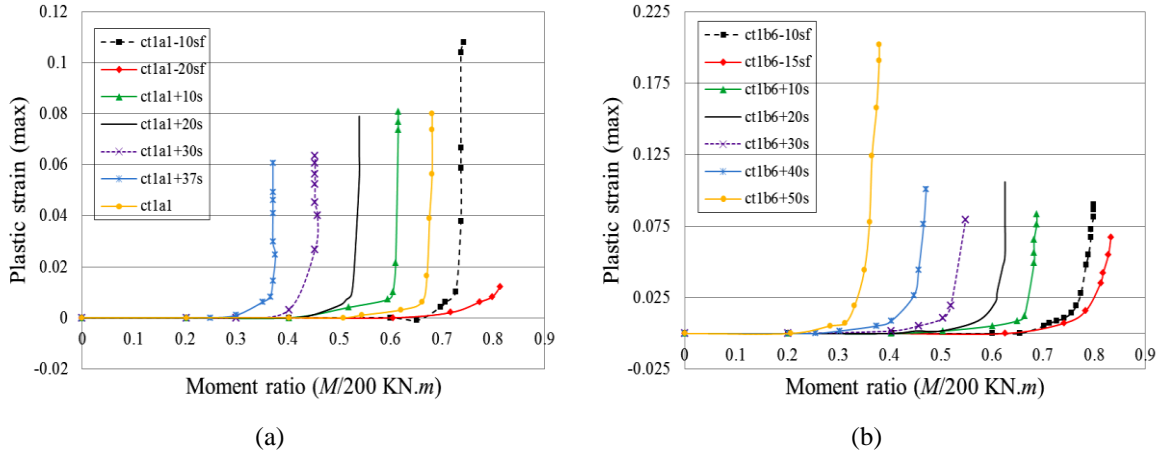 0.12
0.1
0.08
0.06
0.04
0.02
0
-0.02
Plastic strain (max)
ct1a1-10sf
ct1a1-20sf
ct1a1+10s
ct1a1+20s
ct1a1+30s
ct1a1+37s
ct1a1
0 0.1 0.2 0.3 0.4 0.5 0.6 0.7 0.8 0.9
Moment ratio (M/200 KN.m)
(a)
0.225
0.175
0.125
0.075
0.025
-0.025
Plastic strain (max)
ct1b6-10sf
ct1b6-15sf
ct1b6+10s
ct1b6+20s
ct1b6+30s
ct1b6+40s
ct1b6+50s
0 0.1 0.2 0.3 0.4 0.5 0.6 0.7 0.8 0.9
Moment ratio (M/200 KN.m)
(b)